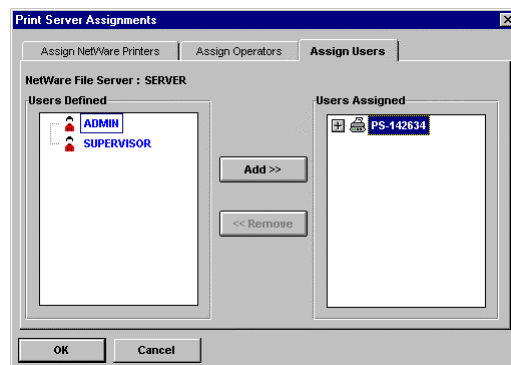 Print Server Assignments
Assign NetWare Printers
Assign Operators
Assign Users
NetWare File Server : SERVER
Users Defined
Users Assigned
ADMIN
SUPERVISOR
PS-142634
Add >>
<< Remove
OK
Cancel